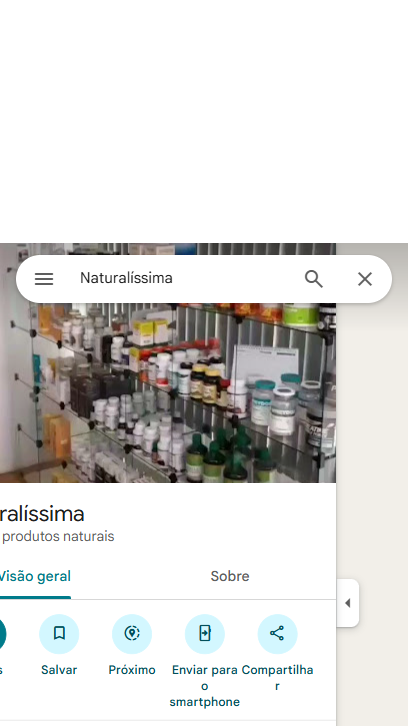 Naturalíssima
ralíssima
produtos naturais
Visão geral
Sobre
s
Salvar
Próximo
Enviar para
o
smartphone
Compartilha
r